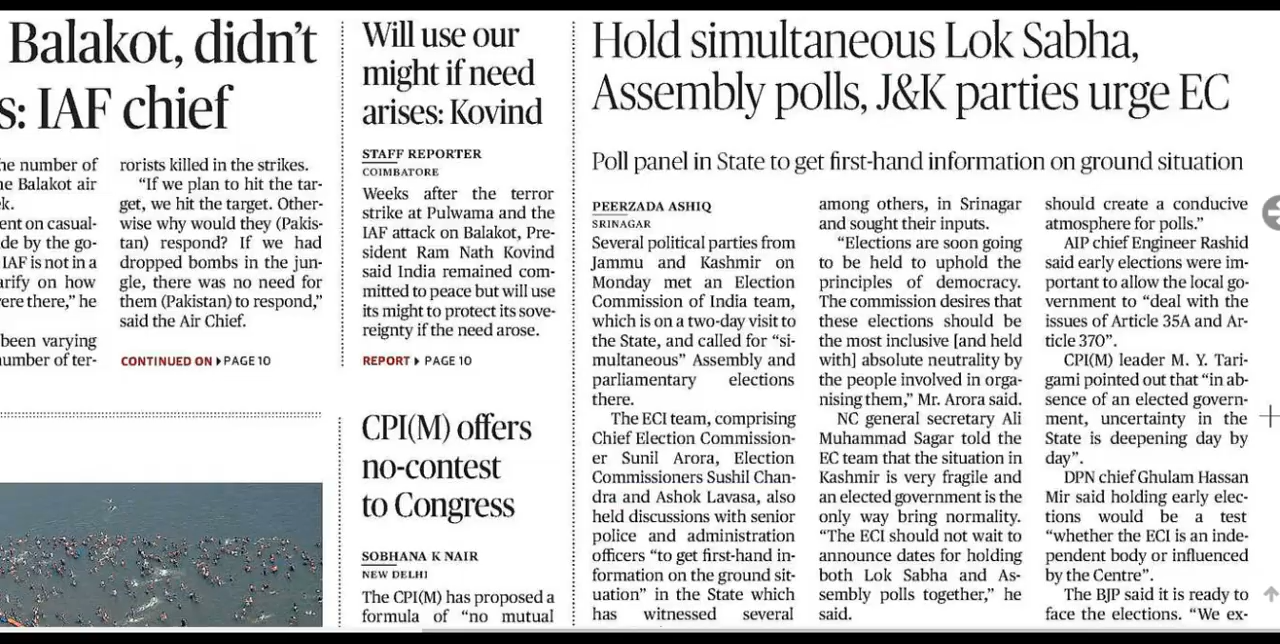 Balakot, didn't
s: IAF chief
he number of
he Balakot air
k.
ent on casual-
de by the go-
IAF is not in a
arify on how
vere there," he
been varying
number of ter-
rorists killed in the strikes.
"If we plan to hit the tar-
get, we hit the target. Other-
wise why would they (Pakis-
tan) respond? If we had
dropped bombs in the jun-
gle, there was no need for
them (Pakistan) to respond,"
said the Air Chief.
CONTINUED ON ▸ PAGE 10
Will use our
might if need
arises: Kovind
STAFF REPORTER
COIMBATORE
Weeks after the terror
strike at Pulwama and the
IAF attack on Balakot, Pre-
sident Ram Nath Kovind
said India remained com-
mitted to peace but will use
its might to protect its sove-
reignty if the need arose.
REPORT ▸ PAGE 10
CPI(M) offers
no-contest
to Congress
SOBHANA K NAIR
NEW DELHI
The CPI(M) has proposed a
formula of "no mutual
Hold simultaneous Lok Sabha,
Assembly polls, J&K parties urge EC
Poll panel in State to get first-hand information on ground situation
PEERZADA ASHIQ
SRINAGAR
Several political parties from
Jammu and Kashmir on
Monday met an Election
Commission of India team,
which is on a two-day visit to
the State, and called for "si-
multaneous" Assembly and
parliamentary elections
there.
The ECI team, comprising
Chief Election Commission-
er Sunil Arora, Election
Commissioners Sushil Chan-
dra and Ashok Lavasa, also
held discussions with senior
police and administration
officers "to get first-hand in-
formation on the ground sit-
uation" in the State which
has witnessed several
among others, in Srinagar
and sought their inputs.
"Elections are soon going
to be held to uphold the
principles of democracy.
The commission desires that
these elections should be
the most inclusive [and held
with] absolute neutrality by
the people involved in orga-
nising them," Mr. Arora said.
NC general secretary Ali
Muhammad Sagar told the
EC team that the situation in
Kashmir is very fragile and
an elected government is the
only way bring normality.
"The ECI should not wait to
announce dates for holding
both Lok Sabha and As-
sembly polls together," he
said.
should create a conducive
atmosphere for polls."
AIP chief Engineer Rashid
said early elections were im-
portant to allow the local go-
vernment to "deal with the
issues of Article 35A and Ar-
ticle 370".
CPI(M) leader M. Y. Tari-
gami pointed out that "in ab-
sence of an elected govern-
ment, uncertainty in the
State is deepening day by
day".
DPN chief Ghulam Hassan
Mir said holding early elec-
tions would be a test
"whether the ECI is an inde-
pendent body or influenced
by the Centre".
The BJP said it is ready to
face the elections. "We ex-